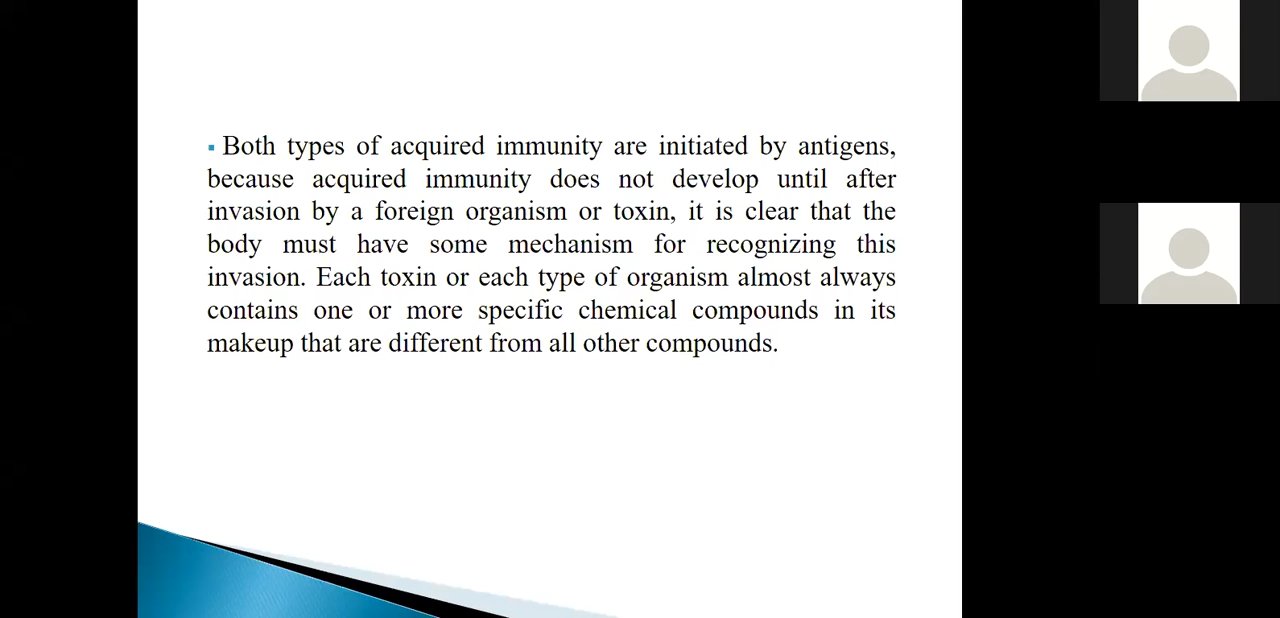 ▪ Both types of acquired immunity are initiated by antigens,
because acquired immunity does not develop until after
invasion by a foreign organism or toxin, it is clear that the
body must have some mechanism for recognizing this
invasion. Each toxin or each type of organism almost always
contains one or more specific chemical compounds in its
makeup that are different from all other compounds.